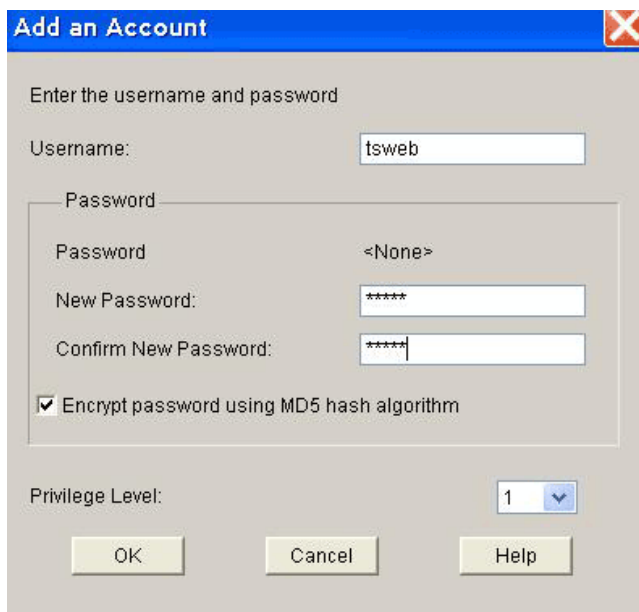 Add an Account
Enter the username and password
Username: tsweb
Password
Password <None>
New Password: *****
Confirm New Password: *****
Encrypt password using MD5 hash algorithm
Privilege Level: 1
OK Cancel Help